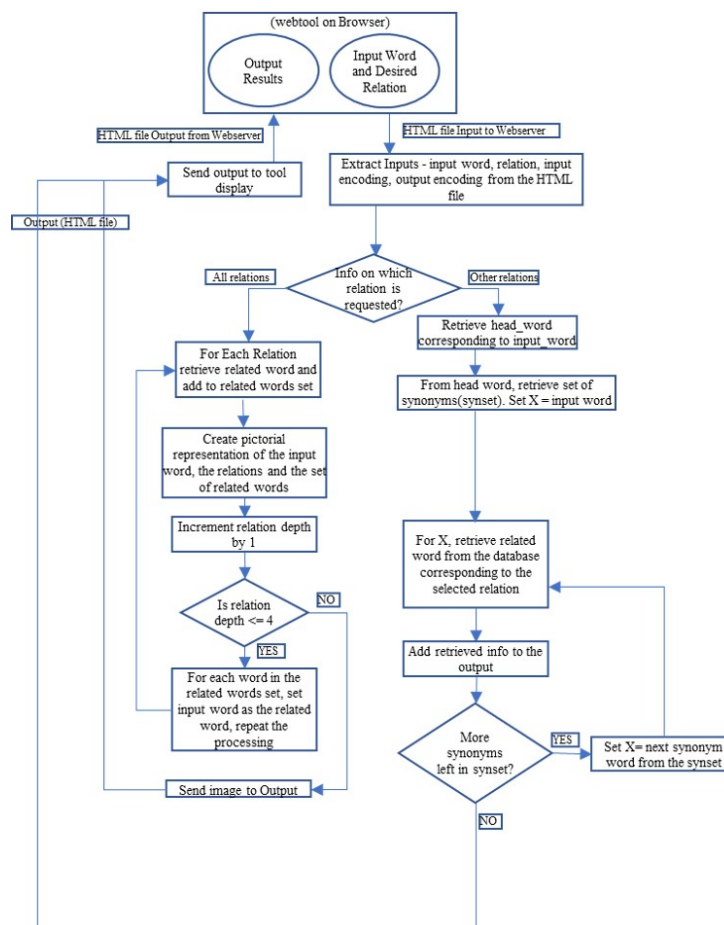 (webtool on Browser)
Output
Results
Input Word
and Desired
Relation
HTML file Output from Webserver
HTML file Input to Webserver
Send output to tool
display
Extract Inputs - input word, relation, input
encoding, output encoding from the HTML
file
Output (HTML file)
Info on which
relation is
requested?
All relations
Other relations
Retrieve head_word
corresponding to input_word
For Each Relation
retrieve related word and
add to related words set
From head word, retrieve set of
synonyms(synset). Set X = input word
Create pictorial
representation of the input
word, the relations and the set
of related words
Increment relation depth
by 1
For X, retrieve related
word from the database
corresponding to the
selected relation
Is relation
depth <= 4
NO
YES
Add retrieved info to the
output
For each word in the
related words set, set
input word as the related
word, repeat the
processing
More
synonyms
left in synset?
YES
Set X= next synonym
word from the synset
Send image to Output
NO